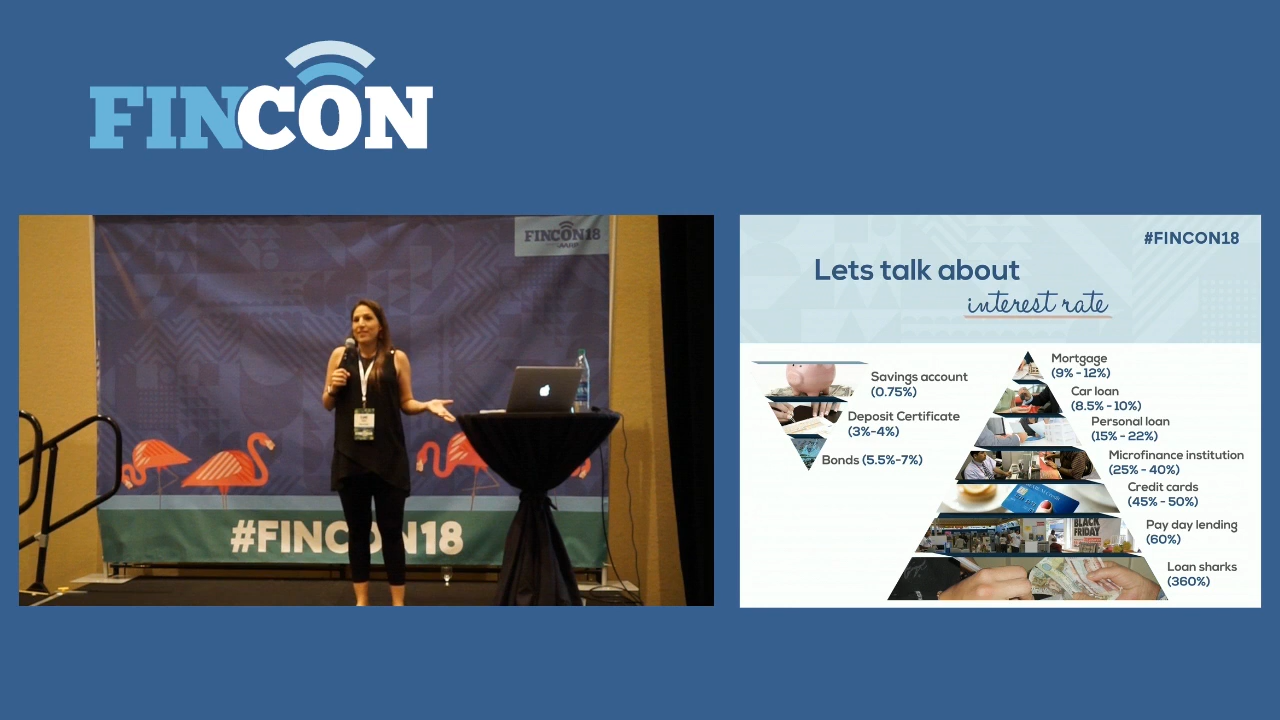 FINCON
FINCON18
#FINCON18
#FINCON18
Lets talk about
interest rate
Savings account
(0.75%)
Deposit Certificate
(3%-4%)
Bonds (5.5%-7%)
Mortgage
(9% - 12%)
Car loan
(8.5% - 10%)
Personal loan
(15% - 22%)
Microfinance institution
(25% - 40%)
Credit cards
(45% - 50%)
Pay day lending
(60%)
BLACK
FRIDAY
Loan sharks
(360%)